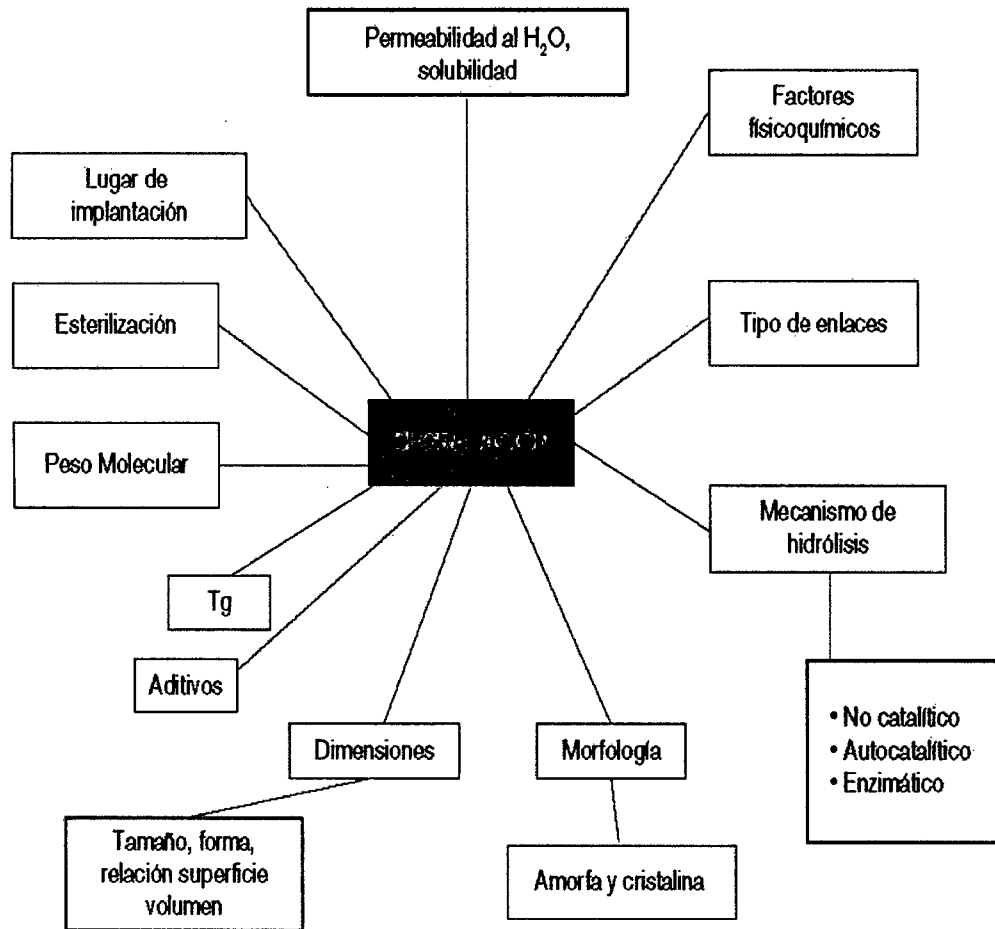 Permeabilidad al H₂O,
solubilidad
Factores
físicoquímicos
Lugar de
implantación
Esterilización
Tipo de enlaces
Peso Molecular
Mecanismo de
hidrólisis
Tg
Aditivos
• No catalítico
• Autocatalítico
• Enzimático
Dimensiones
Morfología
Tamaño, forma,
relación superficie
volumen
Amorfa y cristalina